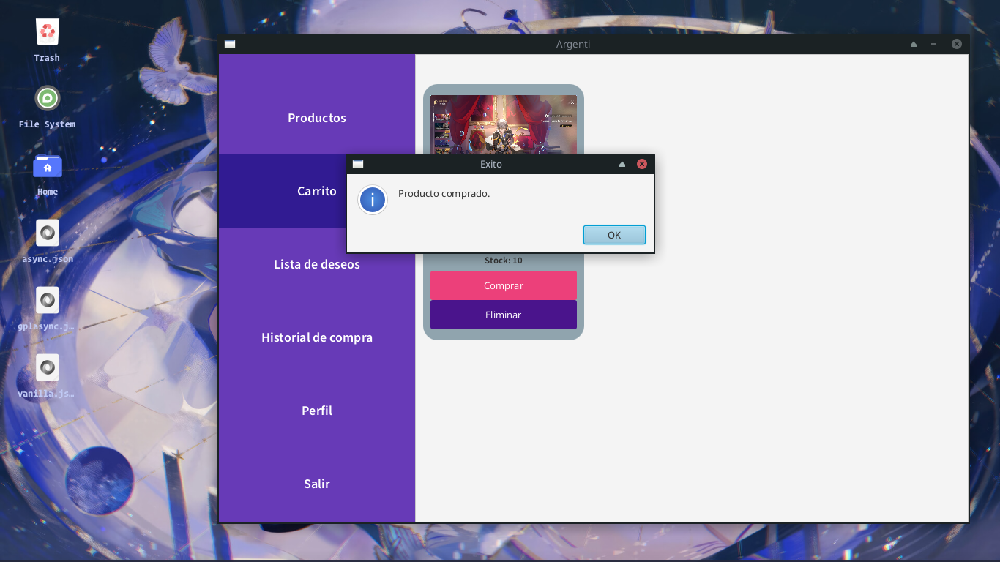 Trash
File System
Home
async.json
gplasync.j…
vanilla.js…
Argenti
Productos
Carrito
Lista de deseos
Historial de compra
Perfil
Salir
Exito
Producto comprado.
OK
Stock: 10
Comprar
Eliminar